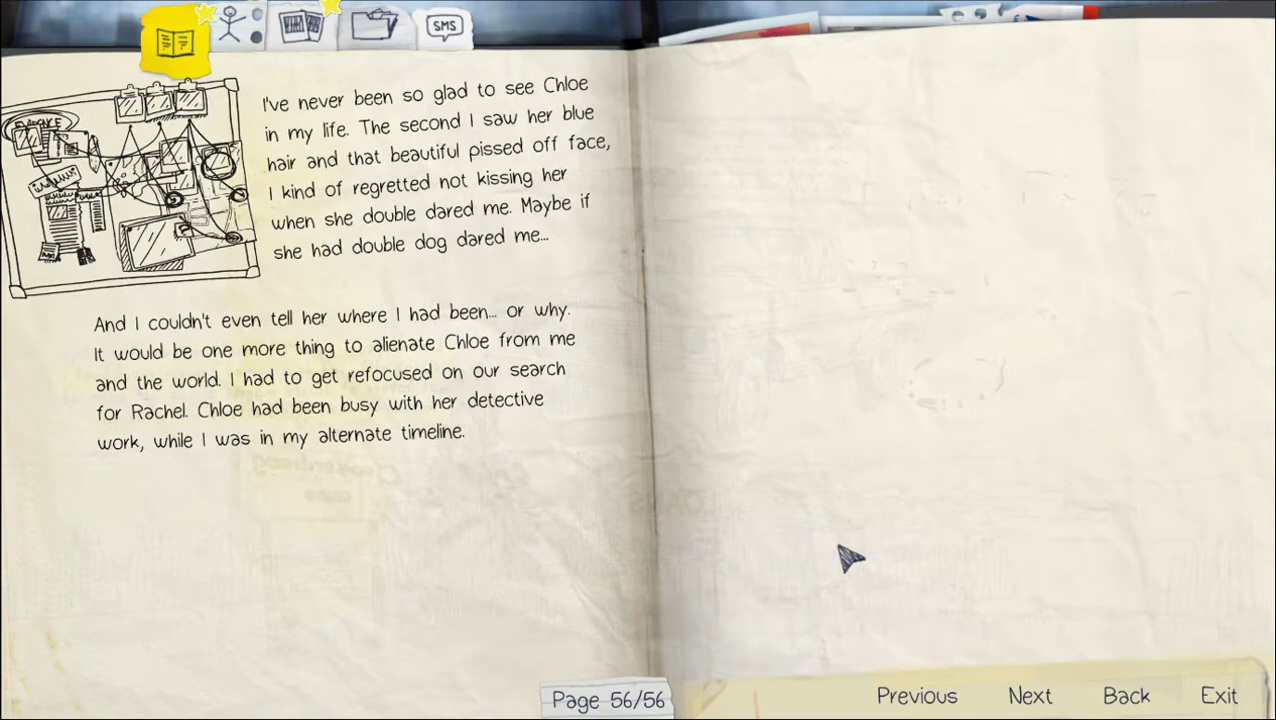 SMS
EVIDENCE
I've never been so glad to see Chloe
in my life. The second I saw her blue
hair and that beautiful pissed off face,
I kind of regretted not kissing her
when she double dared me. Maybe if
she had double dog dared me...
And I couldn't even tell her where I had been... or why.
It would be one more thing to alienate Chloe from me
and the world. I had to get refocused on our search
for Rachel. Chloe had been busy with her detective
work, while I was in my alternate timeline.
Page 56/56
Previous
Next
Back
Exit